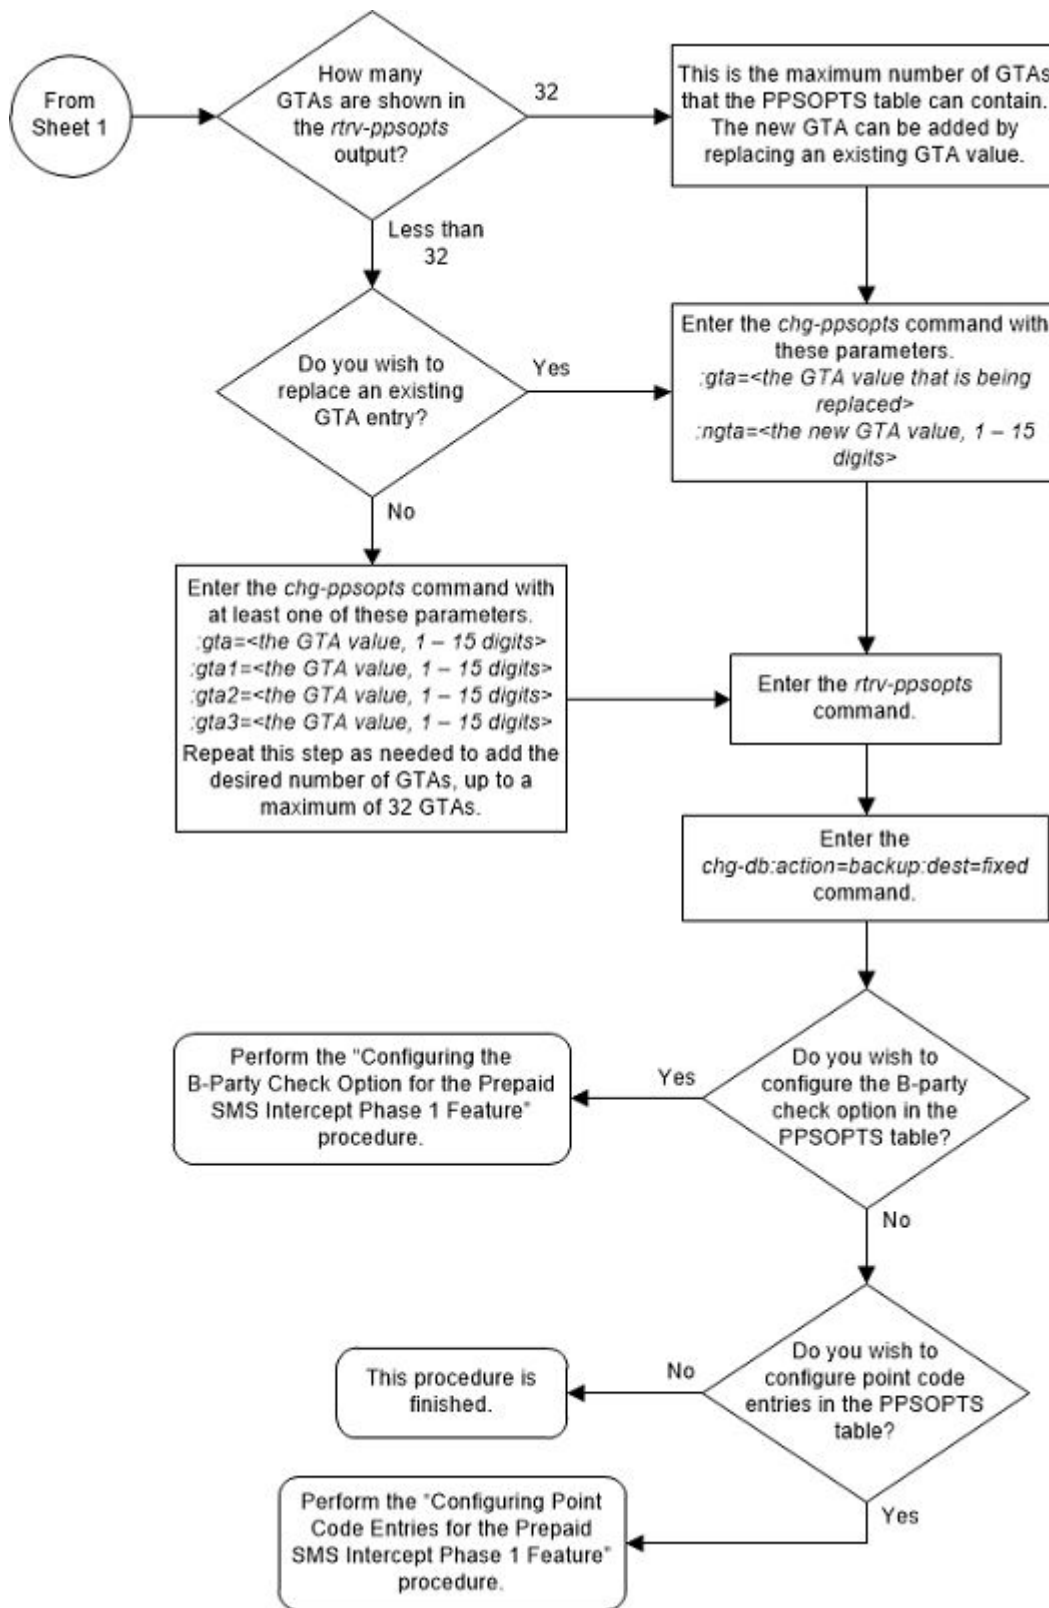 From
Sheet 1
How many
GTAs are shown in
the rtrv-ppsopts
output?
32
This is the maximum number of GTAs
that the PPSOPTS table can contain.
The new GTA can be added by
replacing an existing GTA value.
Less than
32
Do you wish to
replace an existing
GTA entry?
Yes
Enter the chg-ppsopts command with
these parameters.
:gta=<the GTA value that is being
replaced>
:ngta=<the new GTA value, 1 – 15
digits>
No
Enter the chg-ppsopts command with
at least one of these parameters.
:gta=<the GTA value, 1 – 15 digits>
:gta1=<the GTA value, 1 – 15 digits>
:gta2=<the GTA value, 1 – 15 digits>
:gta3=<the GTA value, 1 – 15 digits>
Repeat this step as needed to add the
desired number of GTAs, up to a
maximum of 32 GTAs.
Enter the rtrv-ppsopts
command.
Enter the
chg-db:action=backup:dest=fixed
command.
Do you wish to
configure the B-party
check option in the
PPSOPTS table?
Yes
Perform the "Configuring the
B-Party Check Option for the Prepaid
SMS Intercept Phase 1 Feature"
procedure.
No
Do you wish to
configure point code
entries in the PPSOPTS
table?
No
This procedure is
finished.
Yes
Perform the "Configuring Point
Code Entries for the Prepaid
SMS Intercept Phase 1 Feature"
procedure.